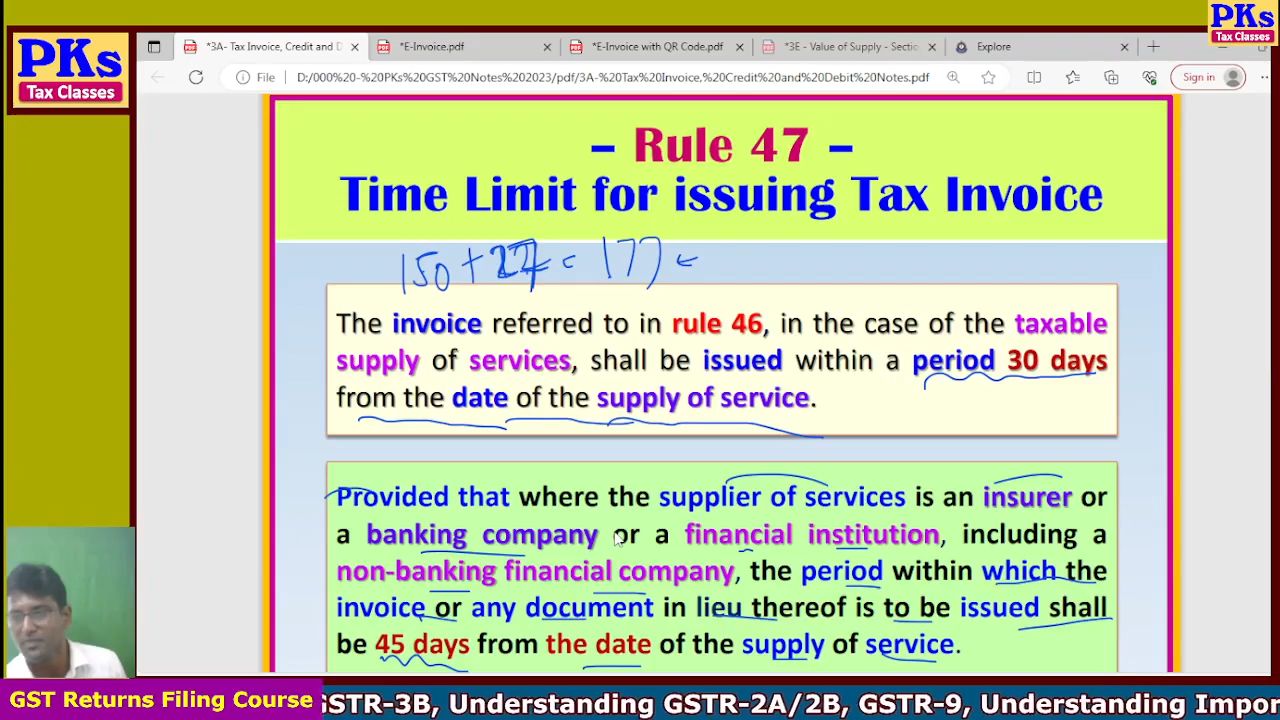 PKs
Tax Classes
PKs
Tax Classes
*3A- Tax Invoice, Credit and D
*E-Invoice.pdf
*E-Invoice with QR Code.pdf
*3E - Value of Supply - Sectio
Explore
File
D:/000%20-%20PKs%20GST%20Notes%202023/pdf/3A%20-%20Tax%20Invoice,%20Credit%20and%20Debit%20Notes.pdf
Sign in
– Rule 47 –
Time Limit for issuing Tax Invoice
150 + 27 = 177
The invoice referred to in rule 46, in the case of the taxable
supply of services, shall be issued within a period 30 days
from the date of the supply of service.
Provided that where the supplier of services is an insurer or
a banking company or a financial institution, including a
non-banking financial company, the period within which the
invoice or any document in lieu thereof is to be issued shall
be 45 days from the date of the supply of service.
GST Returns Filing Course
GSTR-3B, Understanding GSTR-2A/2B, GSTR-9, Understanding Impor